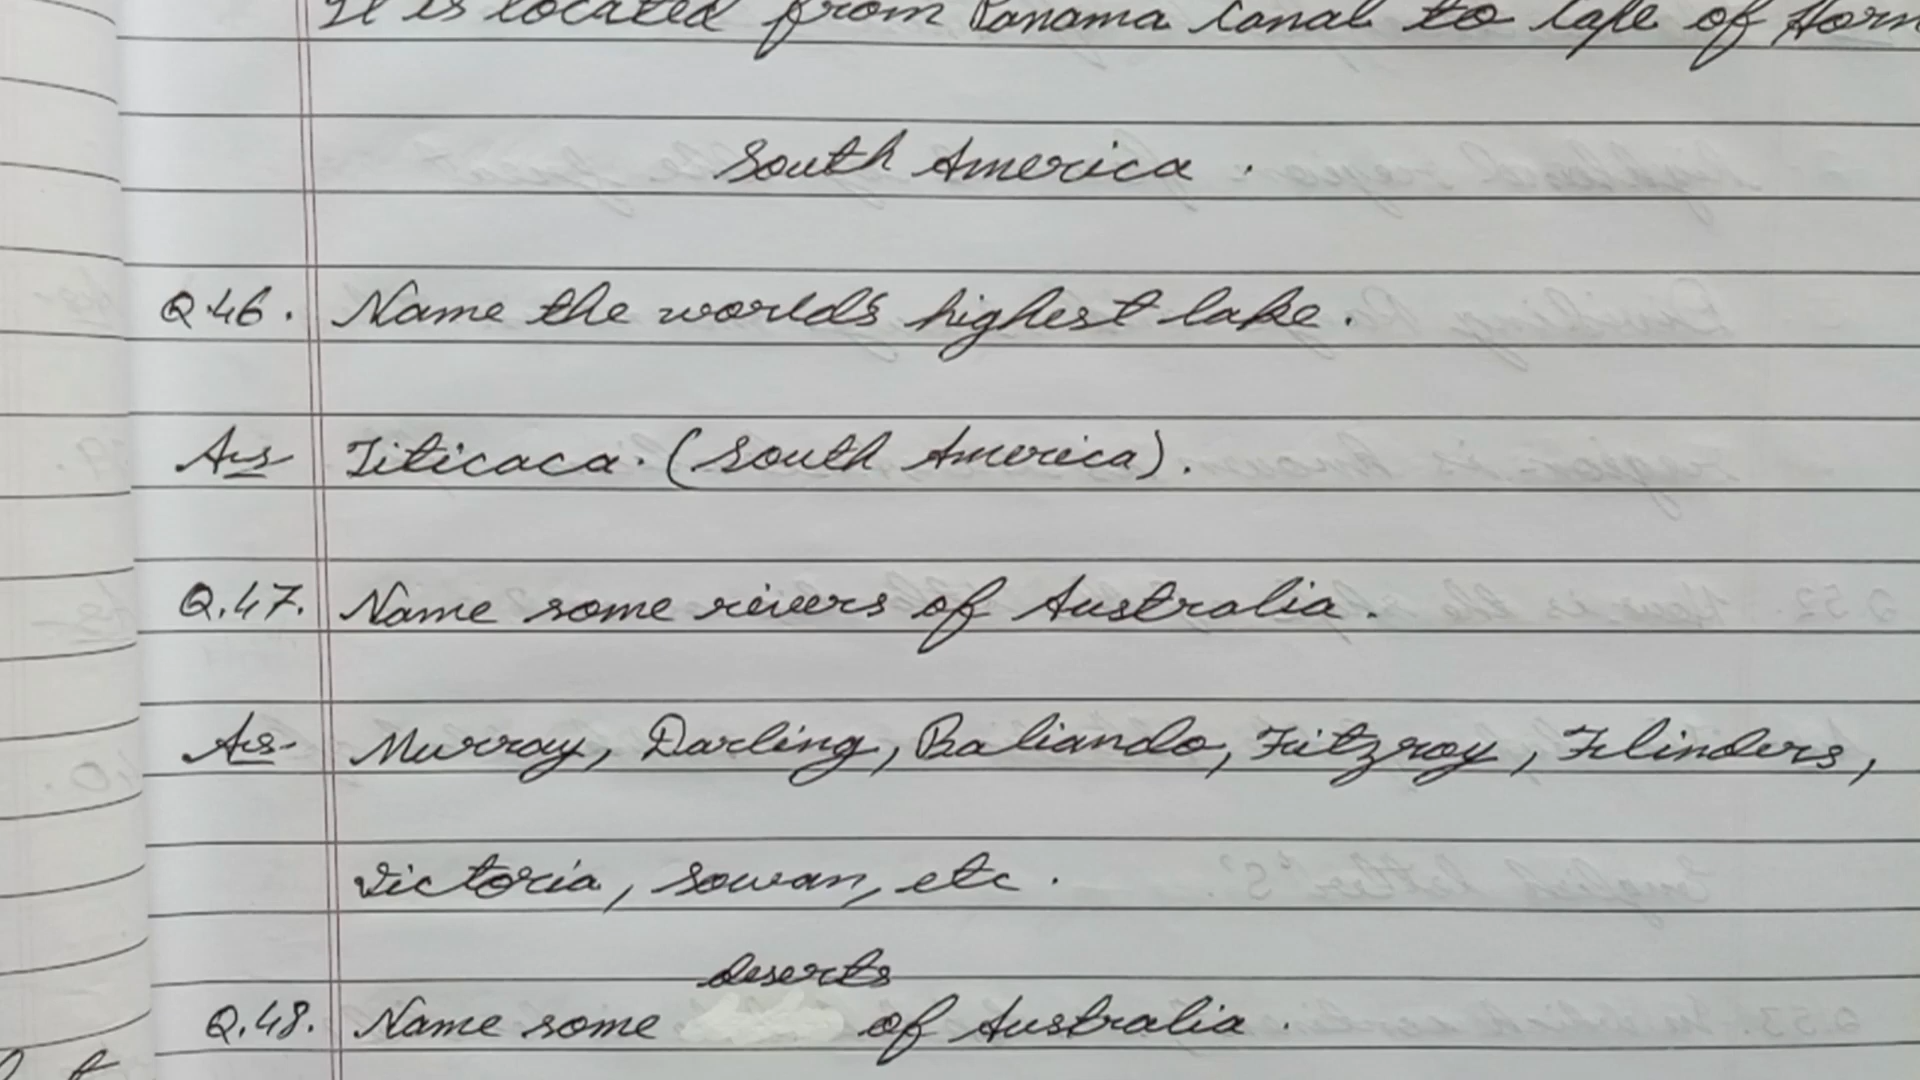 It is located from Panama Canal to Cape of Horn
South America .
Q 46. Name the world's highest lake .
Ans Titicaca. (South America) .
Q.47. Name some rivers of Australia .
Ans- Murray, Darling, Baliando, Fitzroy, Flinders,
Victoria, Sowan, etc .
deserts
Q.48. Name some of Australia .